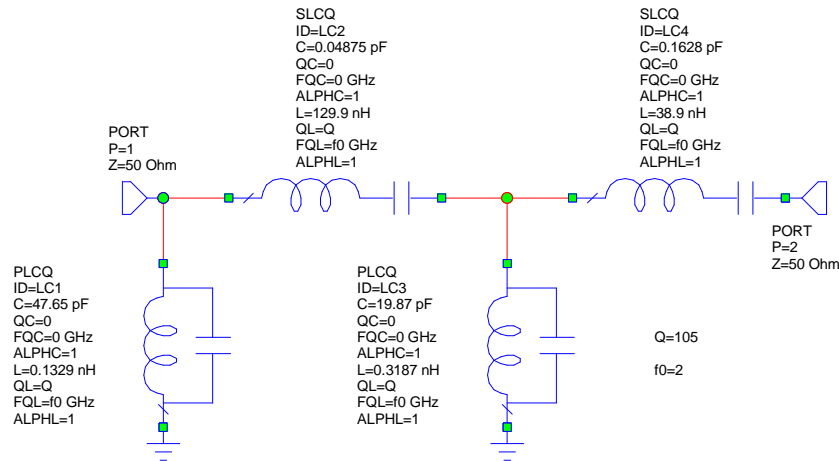 SLCQ
ID=LC2
C=0.04875 pF
QC=0
FQC=0 GHz
ALPHC=1
L=129.9 nH
QL=Q
FQL=f0 GHz
ALPHL=1
SLCQ
ID=LC4
C=0.1628 pF
QC=0
FQC=0 GHz
ALPHC=1
L=38.9 nH
QL=Q
FQL=f0 GHz
ALPHL=1
PORT
P=1
Z=50 Ohm
PORT
P=2
Z=50 Ohm
PLCQ
ID=LC1
C=47.65 pF
QC=0
FQC=0 GHz
ALPHC=1
L=0.1329 nH
QL=Q
FQL=f0 GHz
ALPHL=1
PLCQ
ID=LC3
C=19.87 pF
QC=0
FQC=0 GHz
ALPHC=1
L=0.3187 nH
QL=Q
FQL=f0 GHz
ALPHL=1
Q=105
f0=2